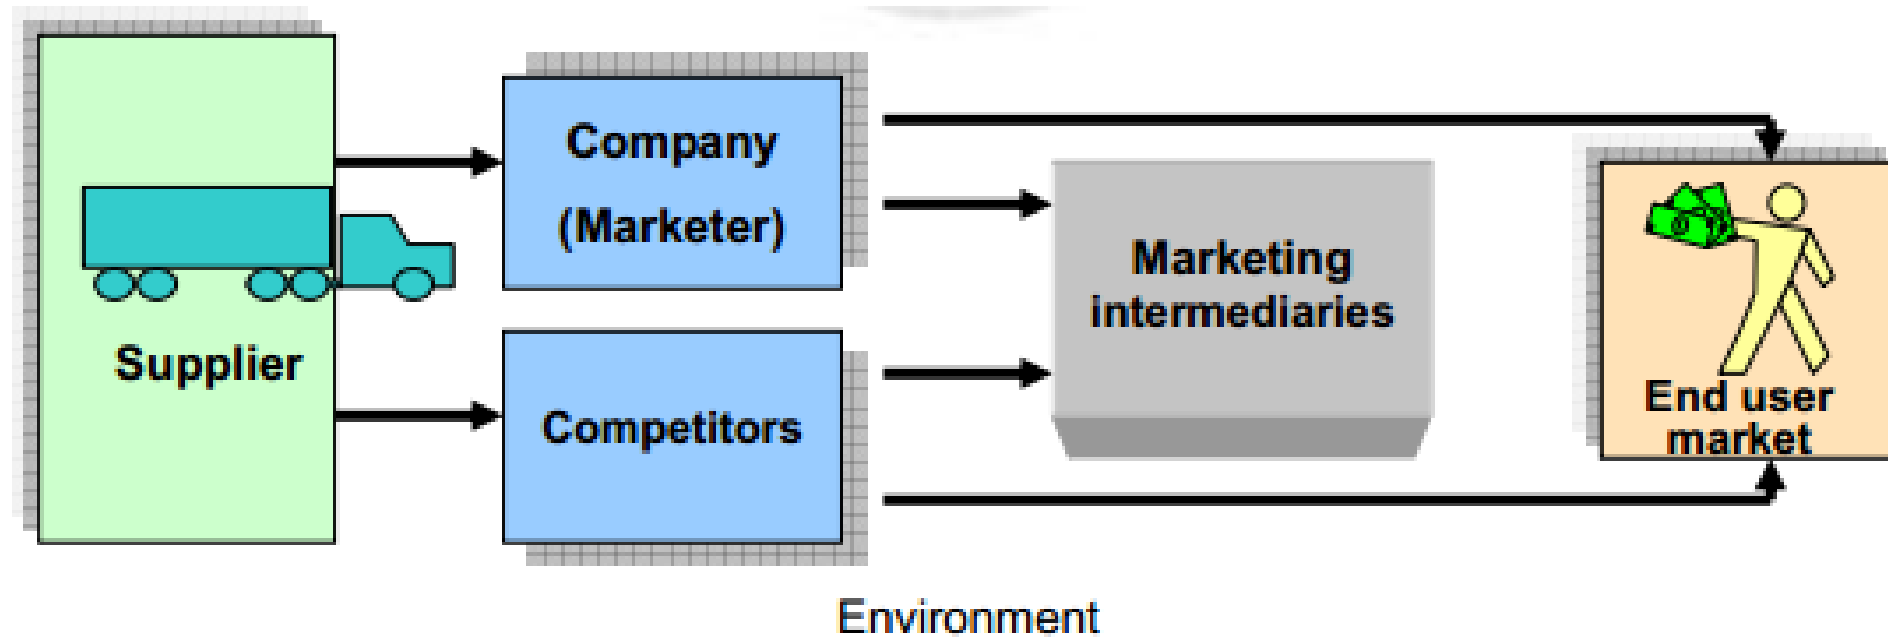 Company
(Marketer)
Marketing
intermediaries
Supplier
Competitors
End user
market
Environment